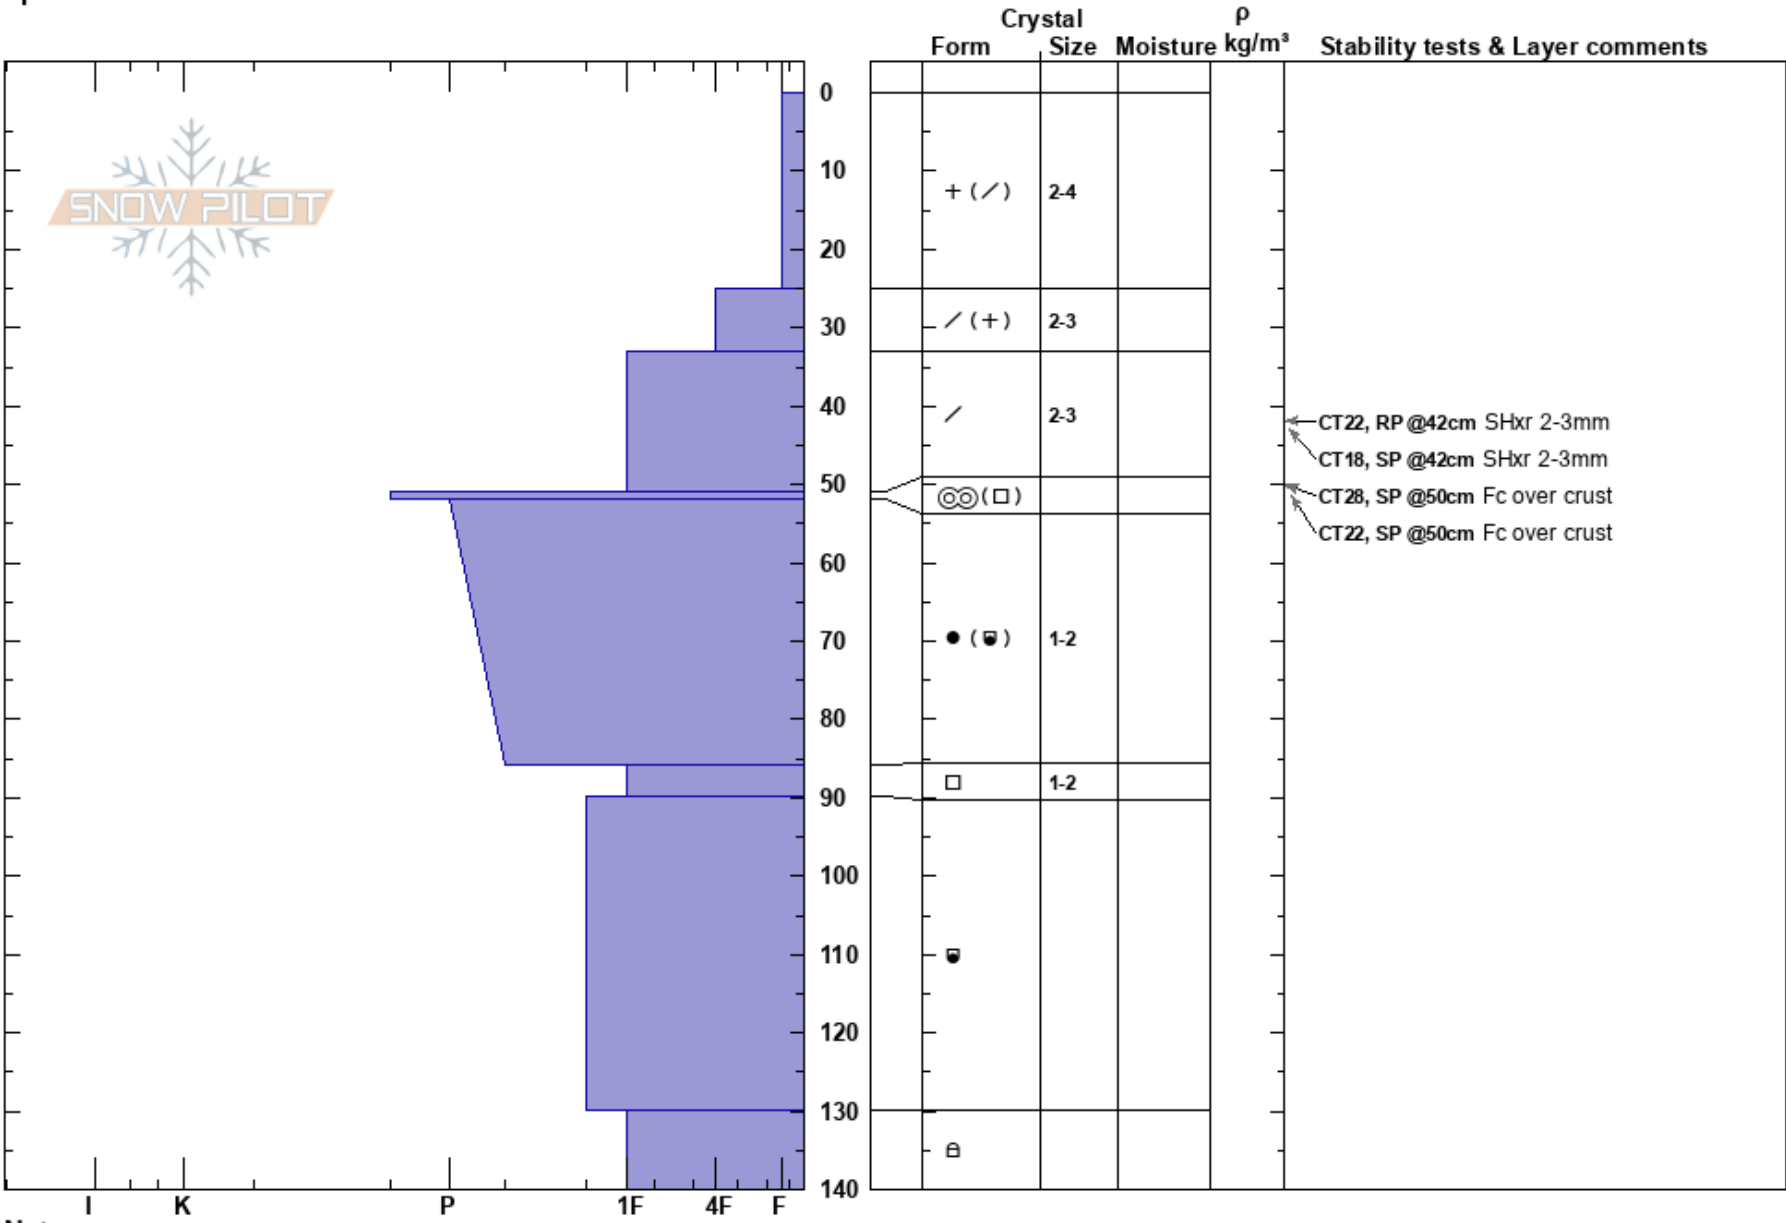 Crystal ρ
Form Size Moisture kg/m³ Stability tests & Layer comments
0
SNOW PILOT
10
+ (/) 2-4
20
30
/ (+) 2-3
40
/ 2-3
CT22, RP @42cm SHxr 2-3mm
CT18, SP @42cm SHxr 2-3mm
50
CT28, SP @50cm Fc over crust
CT22, SP @50cm Fc over crust
60
70
1-2
80
1-2
90
100
110
120
130
140
I K P 1F 4F F